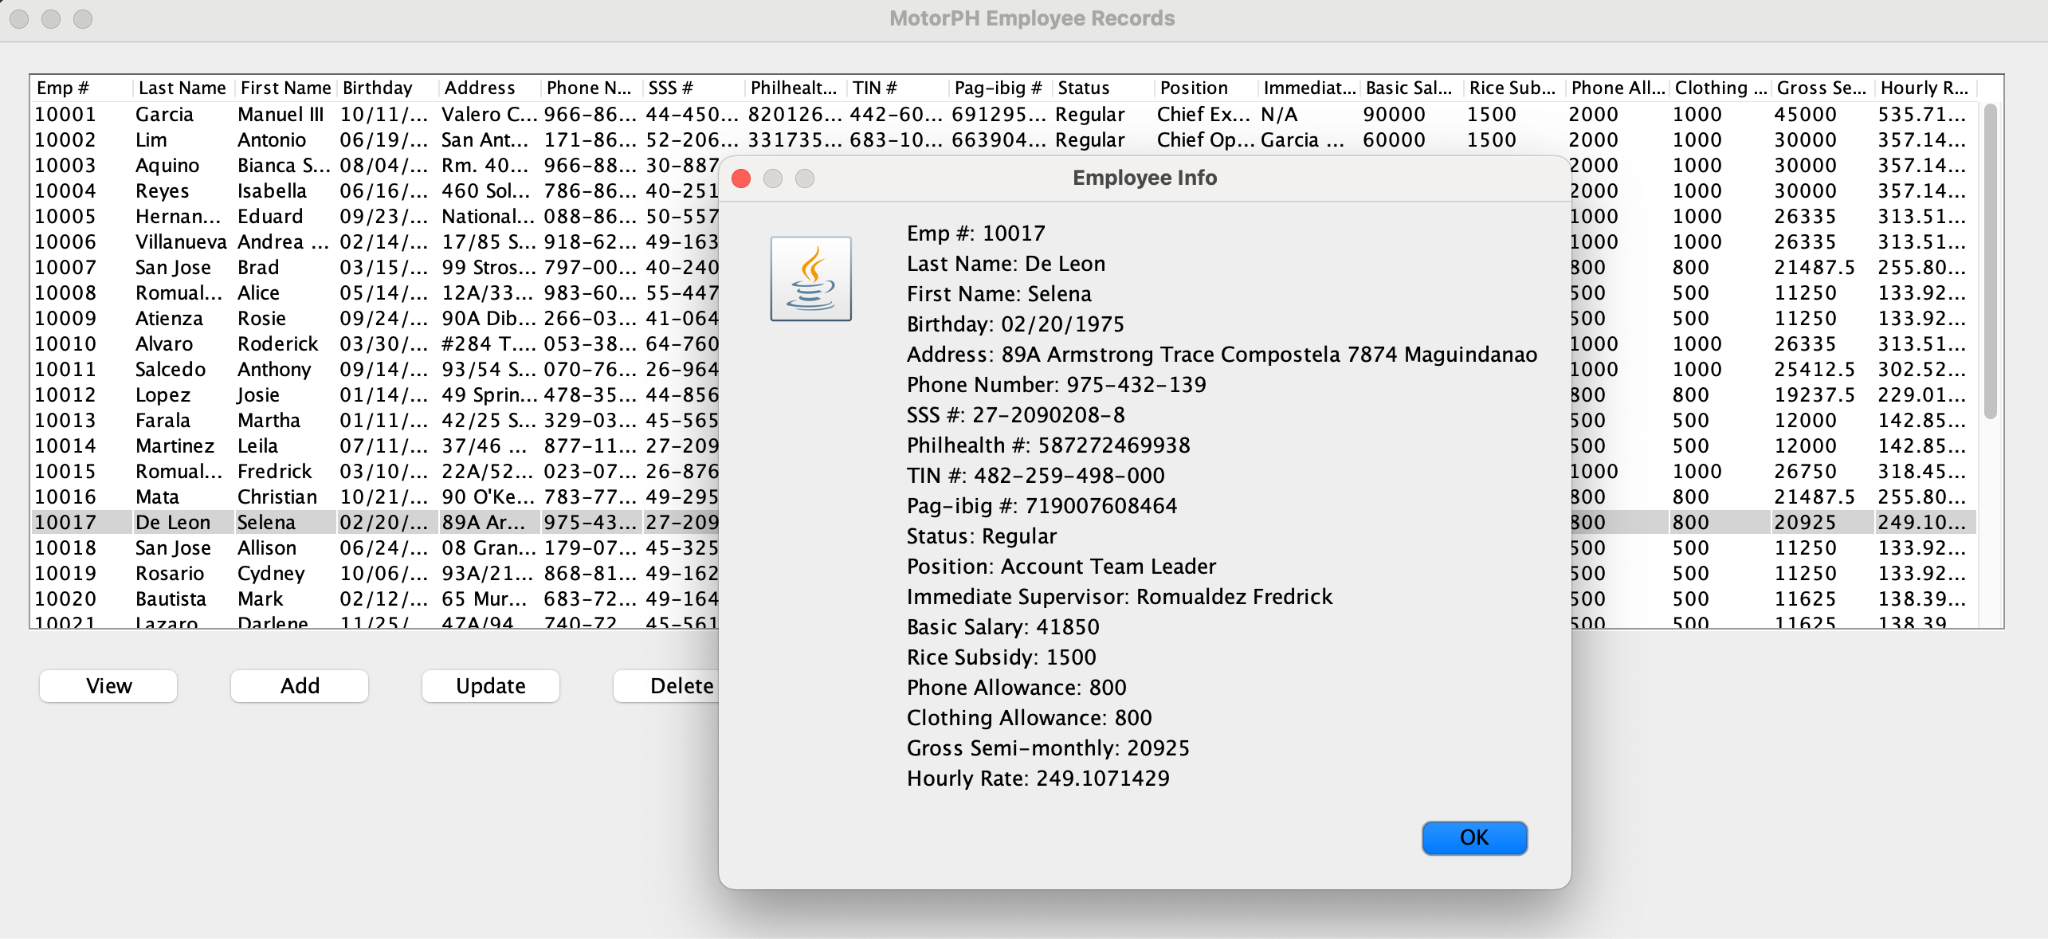 MotorPH Employee Records
Emp # Last Name First Name Birthday Address Phone N... SSS # Philhealt... TIN # Pag-ibig # Status Position Immediat... Basic Sal... Rice Sub... Phone All... Clothing ... Gross Se... Hourly R...
10001 Garcia Manuel III 10/11/... Valero C... 966-86... 44-450... 820126... 442-60... 691295... Regular Chief Ex... N/A 90000 1500 2000 1000 45000 535.71...
10002 Lim Antonio 06/19/... San Ant... 171-86... 52-206... 331735... 683-10... 663904... Regular Chief Op... Garcia ... 60000 1500 2000 1000 30000 357.14...
10003 Aquino Bianca S... 08/04/... Rm. 40... 966-88... 30-887 2000 1000 30000 357.14...
10004 Reyes Isabella 06/16/... 460 Sol... 786-86... 40-251 2000 1000 30000 357.14...
10005 Hernan... Eduard 09/23/... National... 088-86... 50-557 1000 1000 26335 313.51...
10006 Villanueva Andrea ... 02/14/... 17/85 S... 918-62... 49-163 1000 1000 26335 313.51...
10007 San Jose Brad 03/15/... 99 Stros... 797-00... 40-240 800 800 21487.5 255.80...
10008 Romual... Alice 05/14/... 12A/33... 983-60... 55-447 500 500 11250 133.92...
10009 Atienza Rosie 09/24/... 90A Dib... 266-03... 41-064 500 500 11250 133.92...
10010 Alvaro Roderick 03/30/... #284 T.... 053-38... 64-760 1000 1000 26335 313.51...
10011 Salcedo Anthony 09/14/... 93/54 S... 070-76... 26-964 1000 1000 25412.5 302.52...
10012 Lopez Josie 01/14/... 49 Sprin... 478-35... 44-856 800 800 19237.5 229.01...
10013 Farala Martha 01/11/... 42/25 S... 329-03... 45-565 500 500 12000 142.85...
10014 Martinez Leila 07/11/... 37/46 ... 877-11... 27-209 500 500 12000 142.85...
10015 Romual... Fredrick 03/10/... 22A/52... 023-07... 26-876 1000 1000 26750 318.45...
10016 Mata Christian 10/21/... 90 O'Ke... 783-77... 49-295 800 800 21487.5 255.80...
10017 De Leon Selena 02/20/... 89A Ar... 975-43... 27-209 800 800 20925 249.10...
10018 San Jose Allison 06/24/... 08 Gran... 179-07... 45-325 500 500 11250 133.92...
10019 Rosario Cydney 10/06/... 93A/21... 868-81... 49-162 500 500 11250 133.92...
10020 Bautista Mark 02/12/... 65 Mur... 683-72... 49-164 500 500 11625 138.39...
10021 Lazaro Darlene 11/25/ 47A/94 740-72 45-561 500 500 11625 138.39
View Add Update Delete
Employee Info
Emp #: 10017
Last Name: De Leon
First Name: Selena
Birthday: 02/20/1975
Address: 89A Armstrong Trace Compostela 7874 Maguindanao
Phone Number: 975-432-139
SSS #: 27-2090208-8
Philhealth #: 587272469938
TIN #: 482-259-498-000
Pag-ibig #: 719007608464
Status: Regular
Position: Account Team Leader
Immediate Supervisor: Romualdez Fredrick
Basic Salary: 41850
Rice Subsidy: 1500
Phone Allowance: 800
Clothing Allowance: 800
Gross Semi-monthly: 20925
Hourly Rate: 249.1071429
OK